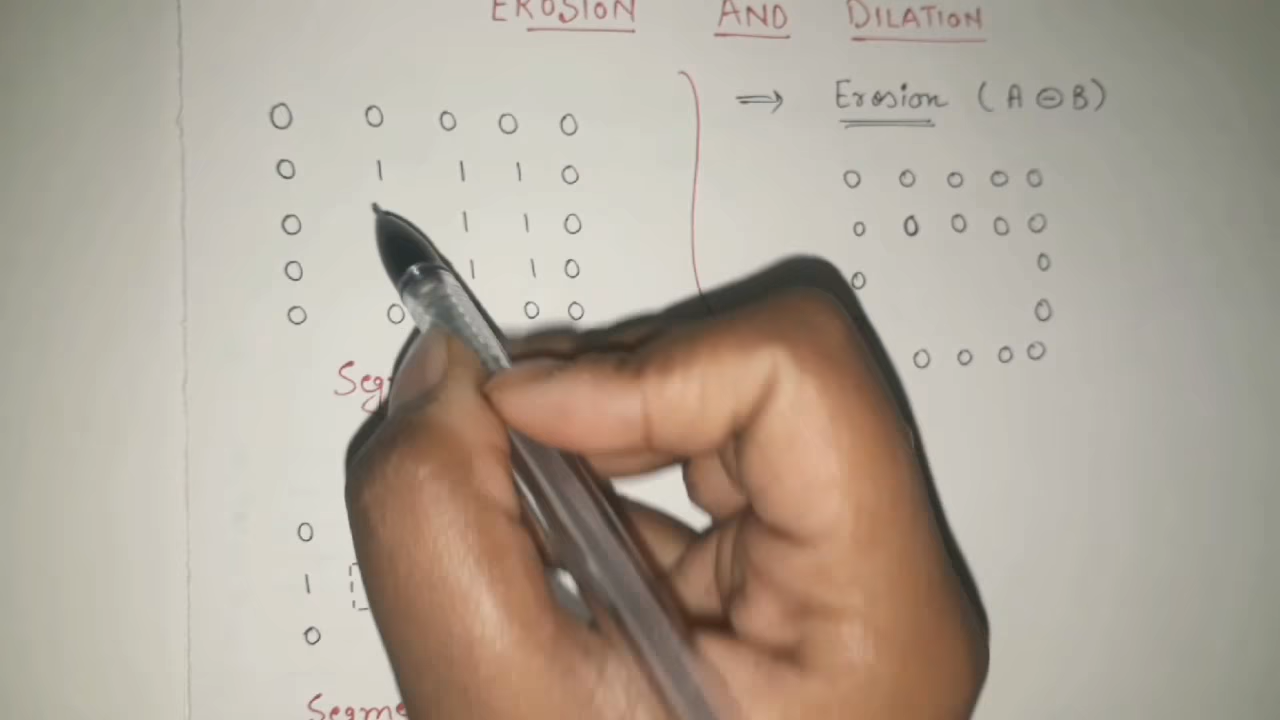 EROSION AND DILATION
⇒ Erosion (A ⊖ B)
0 0 0 0 0
0 1 1 1 0
0 1 1 0
0 1 1 0
0 0 0 0
0 0 0 0 0
0 0 0 0 0
0 0
0
0 0 0 0
0
1
0